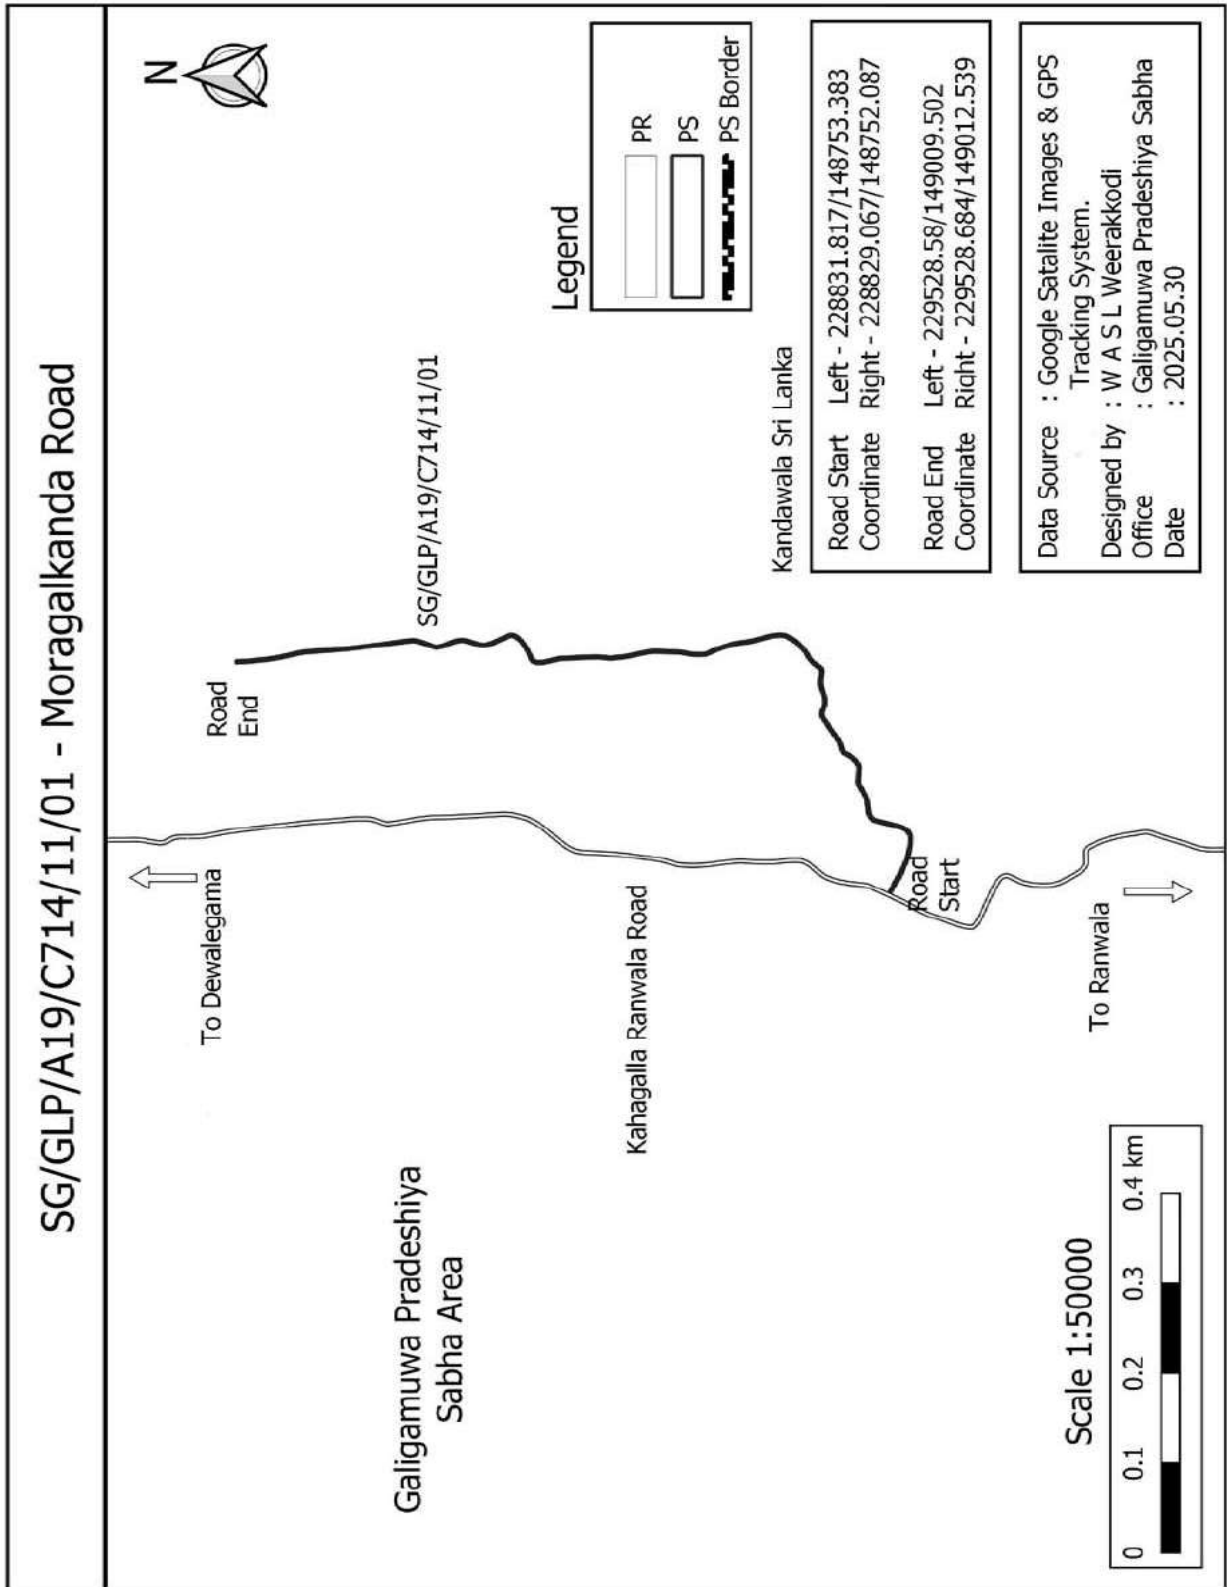 SG/GLP/A19/C714/11/01 - Moragalkanda Road
N
To Dewalegama
Road
End
Galigamuwa Pradeshiya
Sabha Area
SG/GLP/A19/C714/11/01
Kahagalla Ranwala Road
Road
Start
To Ranwala
Legend
PR
PS
PS Border
Kandawala Sri Lanka
Road Start Left - 228831.817/148753.383
Coordinate Right - 228829.067/148752.087
Road End Left - 229528.58/149009.502
Coordinate Right - 229528.684/149012.539
Data Source : Google Satalite Images & GPS
Tracking System.
Designed by : W A S L Weerakkodi
Office : Galigamuwa Pradeshiya Sabha
Date : 2025.05.30
Scale 1:50000
0 0.1 0.2 0.3 0.4 km